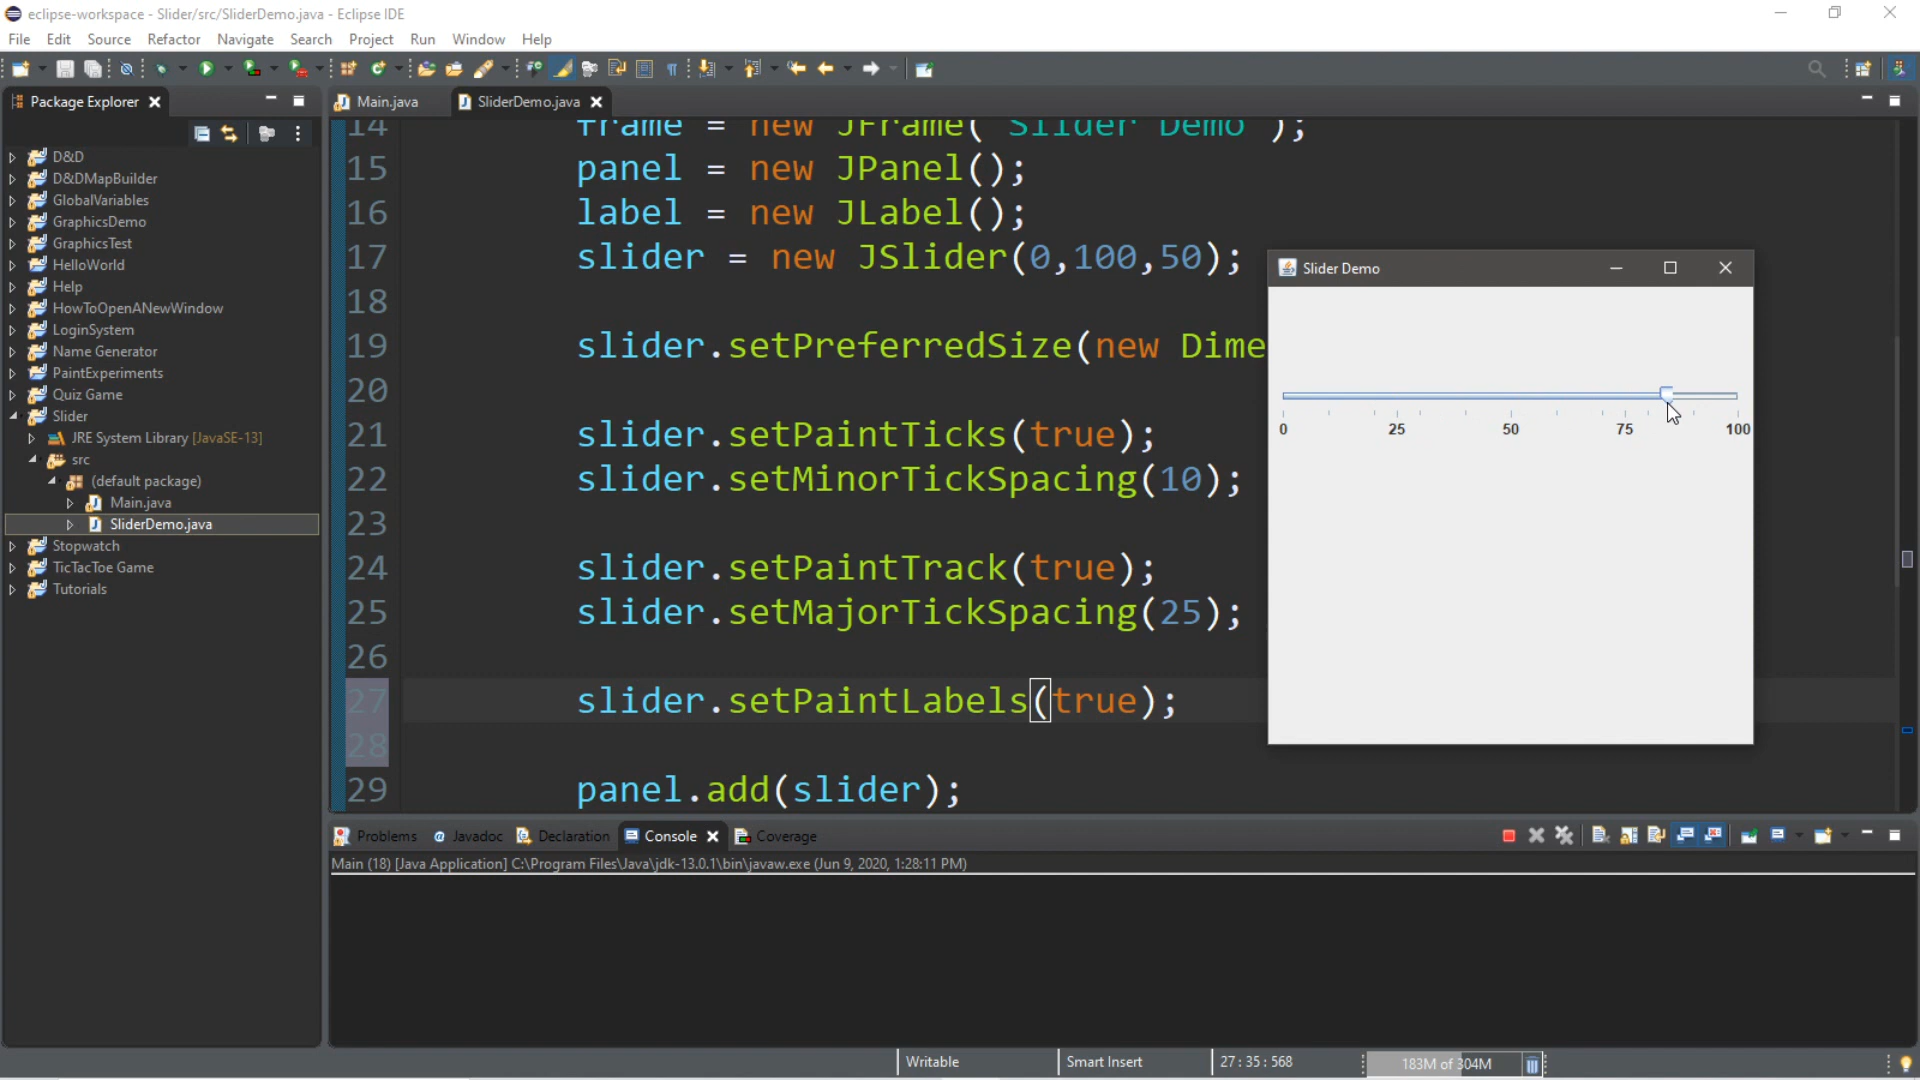 eclipse-workspace - Slider/src/SliderDemo.java - Eclipse IDE
File Edit Source Refactor Navigate Search Project Run Window Help
Package Explorer
D&D
D&DMapBuilder
GlobalVariables
GraphicsDemo
GraphicsTest
HelloWorld
Help
HowToOpenANewWindow
LoginSystem
Name Generator
PaintExperiments
Quiz Game
Slider
JRE System Library [JavaSE-13]
src
(default package)
Main.java
SliderDemo.java
Stopwatch
TicTacToe Game
Tutorials
Main.java SliderDemo.java
14 frame = new JFrame("Slider Demo");
15 panel = new JPanel();
16 label = new JLabel();
17 slider = new JSlider(0,100,50);
18
19 slider.setPreferredSize(new Dime
20
21 slider.setPaintTicks(true);
22 slider.setMinorTickSpacing(10);
23
24 slider.setPaintTrack(true);
25 slider.setMajorTickSpacing(25);
26
27 slider.setPaintLabels(true);
28
29 panel.add(slider);
Slider Demo
0 25 50 75 100
Problems Javadoc Declaration Console Coverage
Main (18) [Java Application] C:\Program Files\Java\jdk-13.0.1\bin\javaw.exe (Jun 9, 2020, 1:28:11 PM)
Writable Smart Insert 27 : 35 : 568 183M of 304M